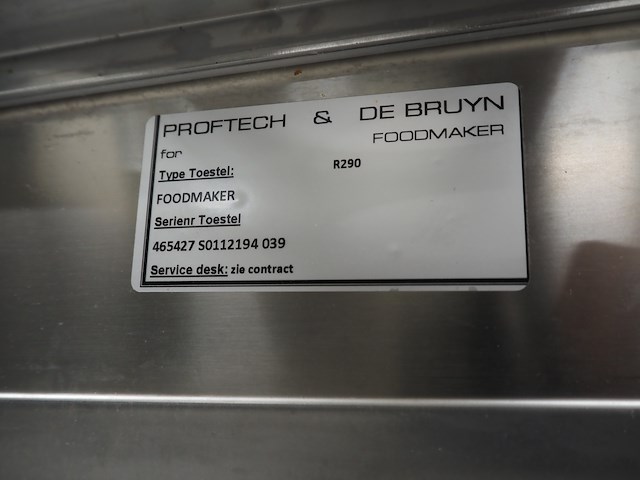 PROFTECH & DE BRUYN
for FOODMAKER
Type Toestel: R290
FOODMAKER
Serienr Toestel
465427 S0112194 039
Service desk: zie contract